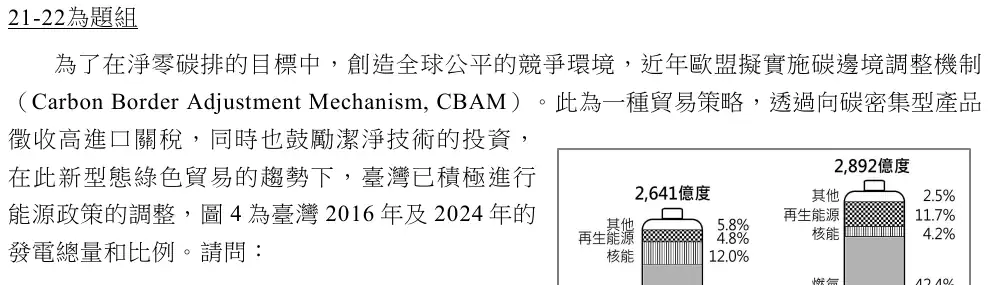 21-22為題組
為了在淨零碳排的目標中，創造全球公平的競爭環境，近年歐盟擬實施碳邊境調整機制
（Carbon Border Adjustment Mechanism, CBAM）。此為一種貿易策略，透過向碳密集型產品
徵收高進口關稅，同時也鼓勵潔淨技術的投資，
在此新型態綠色貿易的趨勢下，臺灣已積極進行
能源政策的調整，圖 4 為臺灣 2016 年及 2024 年的
發電總量和比例。請問：
2,641億度
其他 5.8%
再生能源 4.8%
核能 12.0%
2,892億度
其他 2.5%
再生能源 11.7%
核能 4.2%
燃氣 42.4%